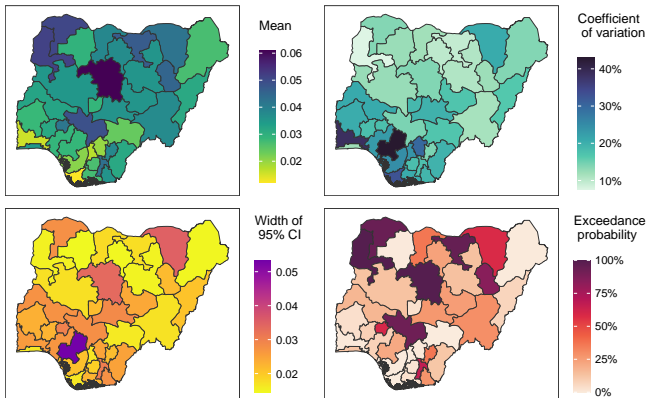 Mean
0.06
0.05
0.04
0.03
0.02
Coefficient
of variation
40%
30%
20%
10%
Width of
95% CI
0.05
0.04
0.03
0.02
Exceedance
probability
100%
75%
50%
25%
0%